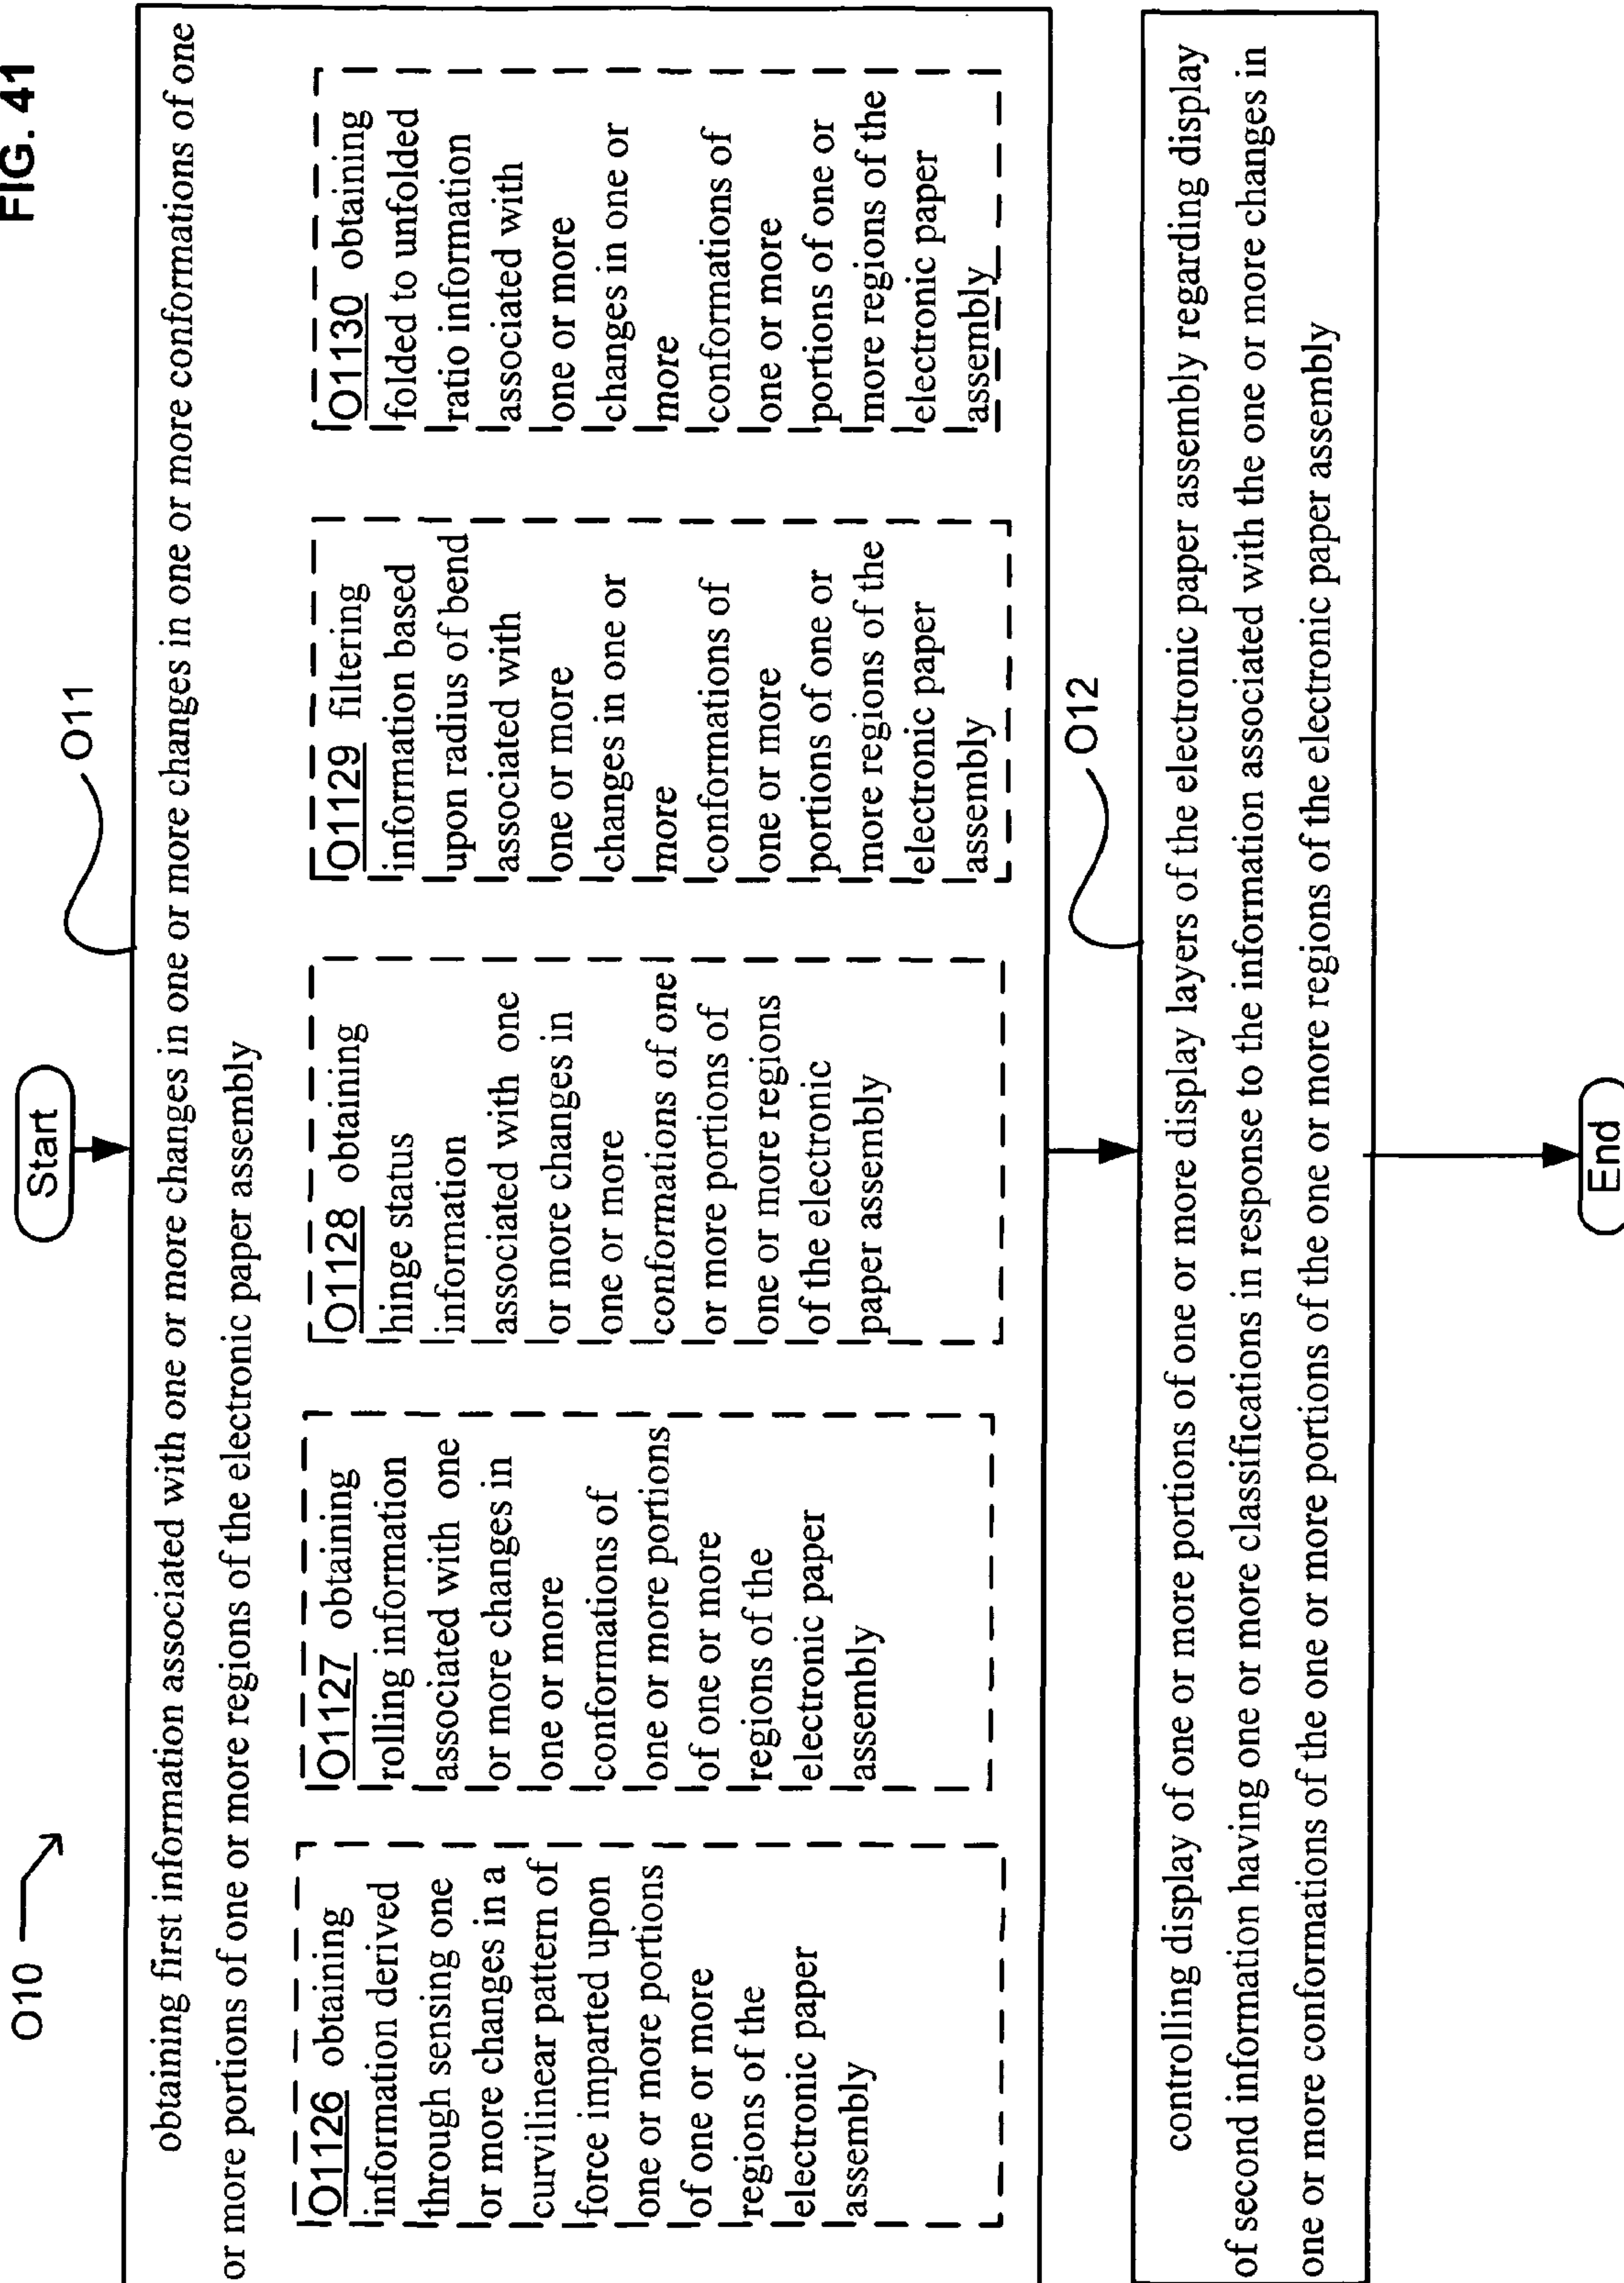 FIG. 41
O10
Start
O11
obtaining first information associated with one or more changes in one or more changes in one or more conformations of one
or more portions of one or more regions of the electronic paper assembly
O1126 obtaining
information derived
through sensing one
or more changes in a
curvilinear pattern of
force imparted upon
one or more portions
of one or more
regions of the
electronic paper
assembly
O1127 obtaining
rolling information
associated with one
or more changes in
one or more
conformations of
one or more portions
of one or more
regions of the
electronic paper
assembly
O1128 obtaining
hinge status
information
associated with one
or more changes in
one or more
conformations of one
or more portions of
one or more regions
of the electronic
paper assembly
O1129 filtering
information based
upon radius of bend
associated with
one or more
changes in one or
more
conformations of
one or more
portions of one or
more regions of the
electronic paper
assembly
O1130 obtaining
folded to unfolded
ratio information
associated with
one or more
changes in one or
more
conformations of
one or more
portions of one or
more regions of the
electronic paper
assembly
O12
controlling display of one or more portions of one or more display layers of the electronic paper assembly regarding display
of second information having one or more classifications in response to the information associated with the one or more changes in
one or more conformations of the one or more portions of the one or more regions of the electronic paper assembly
End